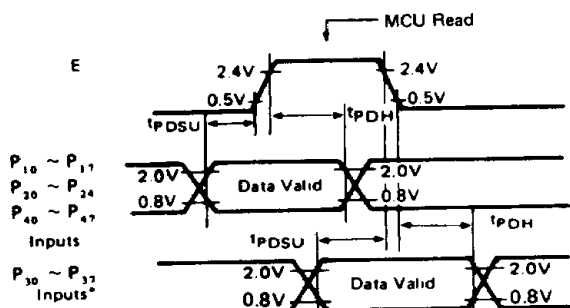 MCU Read
E
2.4V
2.4V
0.5V
0.5V
tPDSU
tPDH
P10 ~ P17
P20 ~ P24
P40 ~ P47
Inputs
2.0V
0.8V
Data Valid
2.0V
0.8V
tPDSU
tPDH
P30 ~ P37
Inputs*
2.0V
0.8V
Data Valid
2.0V
0.8V